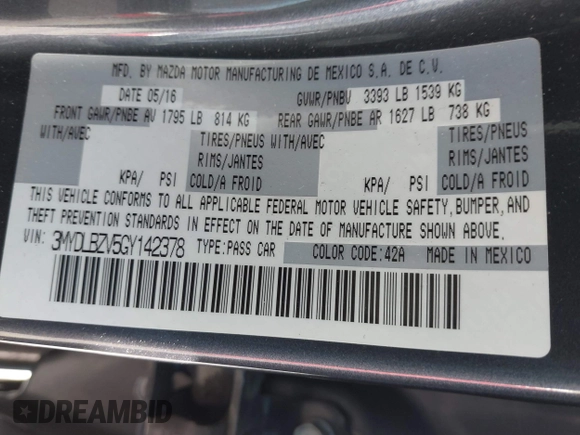 MFD. BY MAZDA MOTOR MANUFACTURING DE MEXICO S.A. DE C.V.
DATE 05/16 GVWR/PNBV 3393 LB 1539 KG
FRONT GAWR/PNBE AV 1795 LB 814 KG REAR GAWR/PNBE AR 1627 LB 738 KG
WITH/AVEC TIRES/PNEUS WITH/AVEC TIRES/PNEUS
RIMS/JANTES RIMS/JANTES
KPA/ PSI COLD/A FROID KPA/ PSI COLD/A FROID
THIS VEHICLE CONFORMS TO ALL APPLICABLE FEDERAL MOTOR VEHICLE SAFETY, BUMPER, AND
THEFT PREVENTION STANDARDS IN EFFECT ON THE DATE OF MANUFACTURE SHOWN ABOVE.
VIN: 3MYDLBZV5GY142378 TYPE:PASS CAR COLOR CODE:42A MADE IN MEXICO
DREAMBID